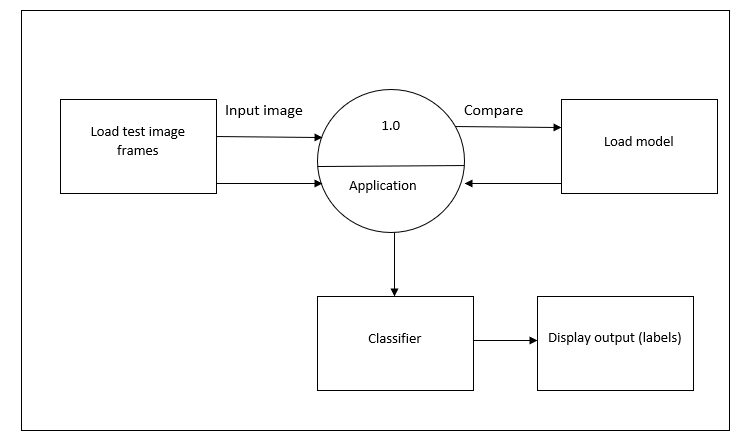 Input image
Compare
1.0
Load test image
frames
Load model
Application
Classifier
Display output (labels)